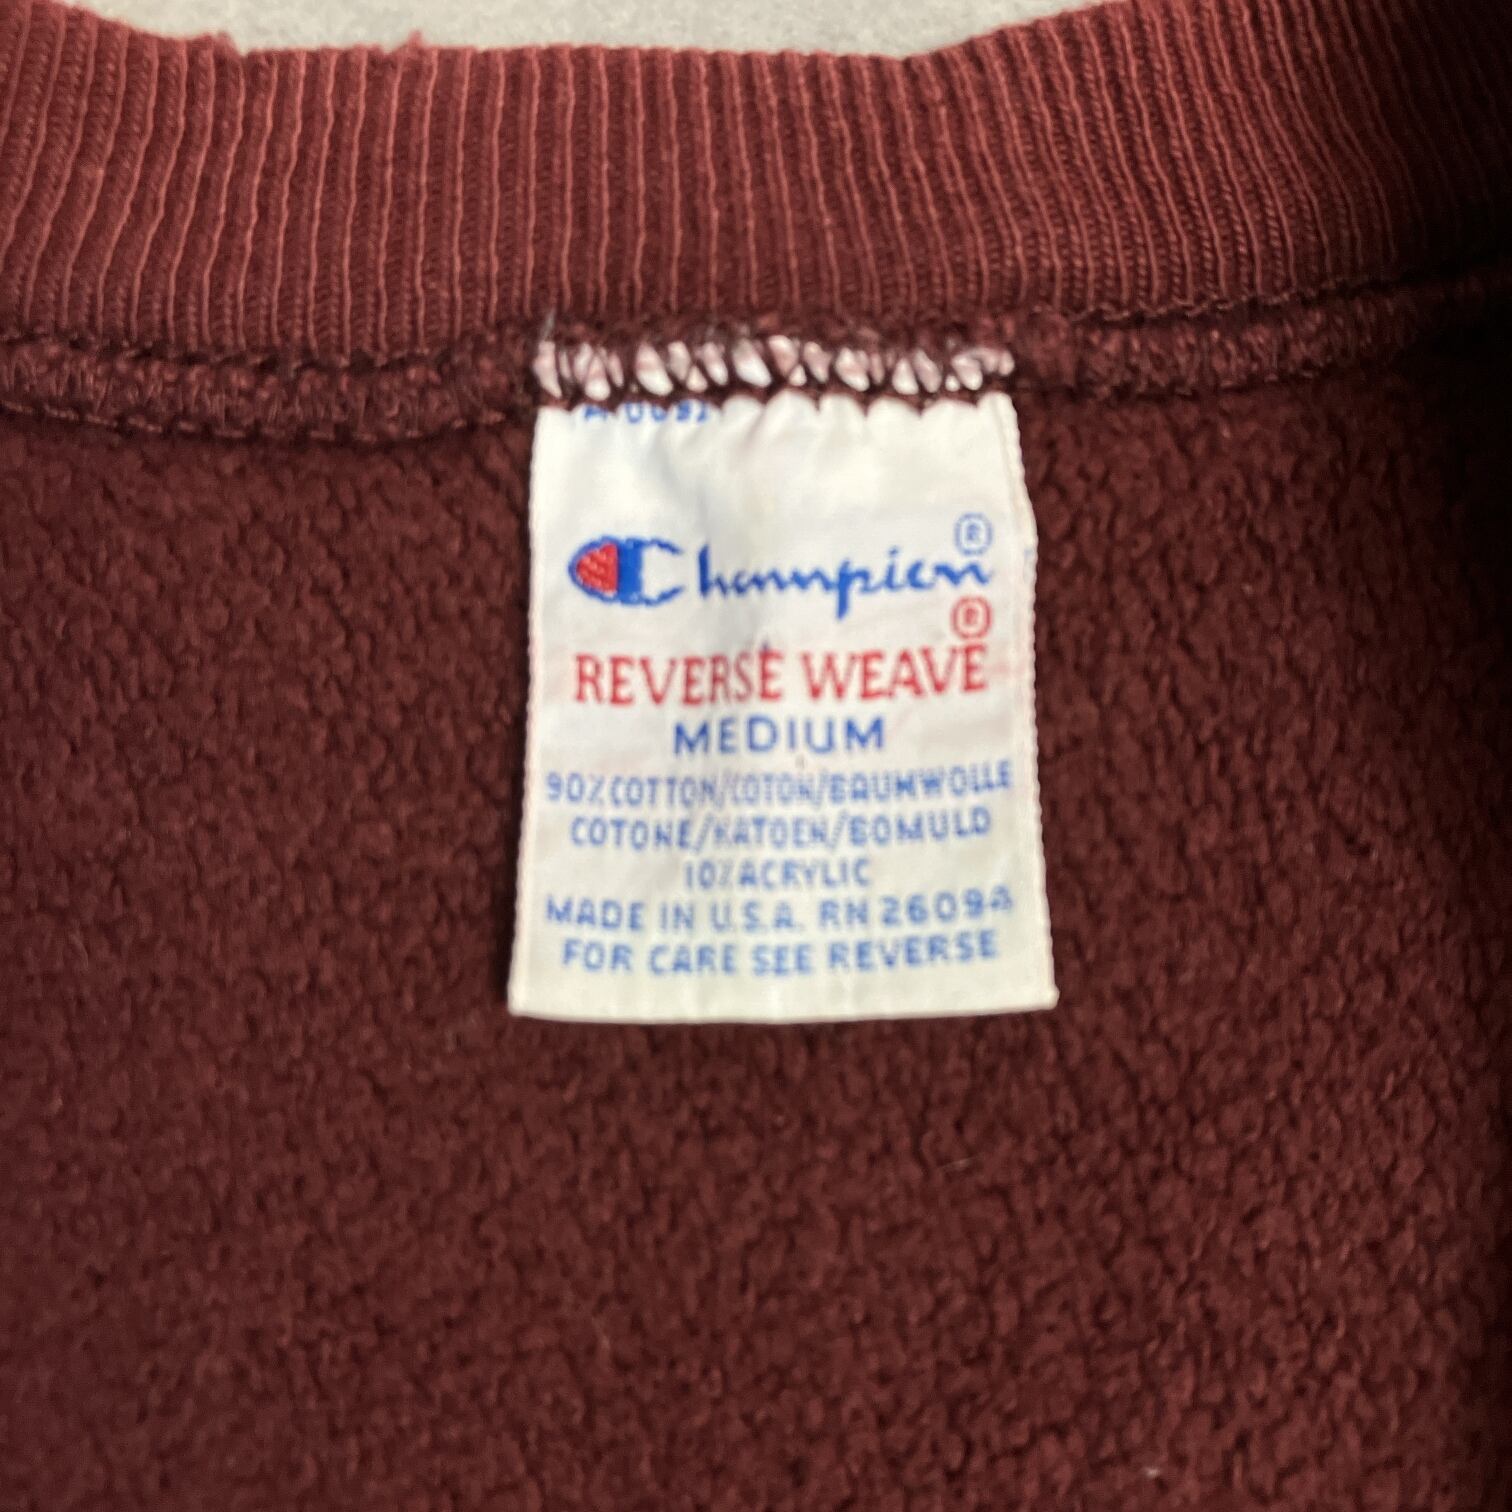 Champion®
®
REVERSE WEAVE
MEDIUM
90% COTTON/COTON/BAUMWOLLE
COTONE/KATOEN/BOMULD
10% ACRYLIC
MADE IN U.S.A. RN 26094
FOR CARE SEE REVERSE